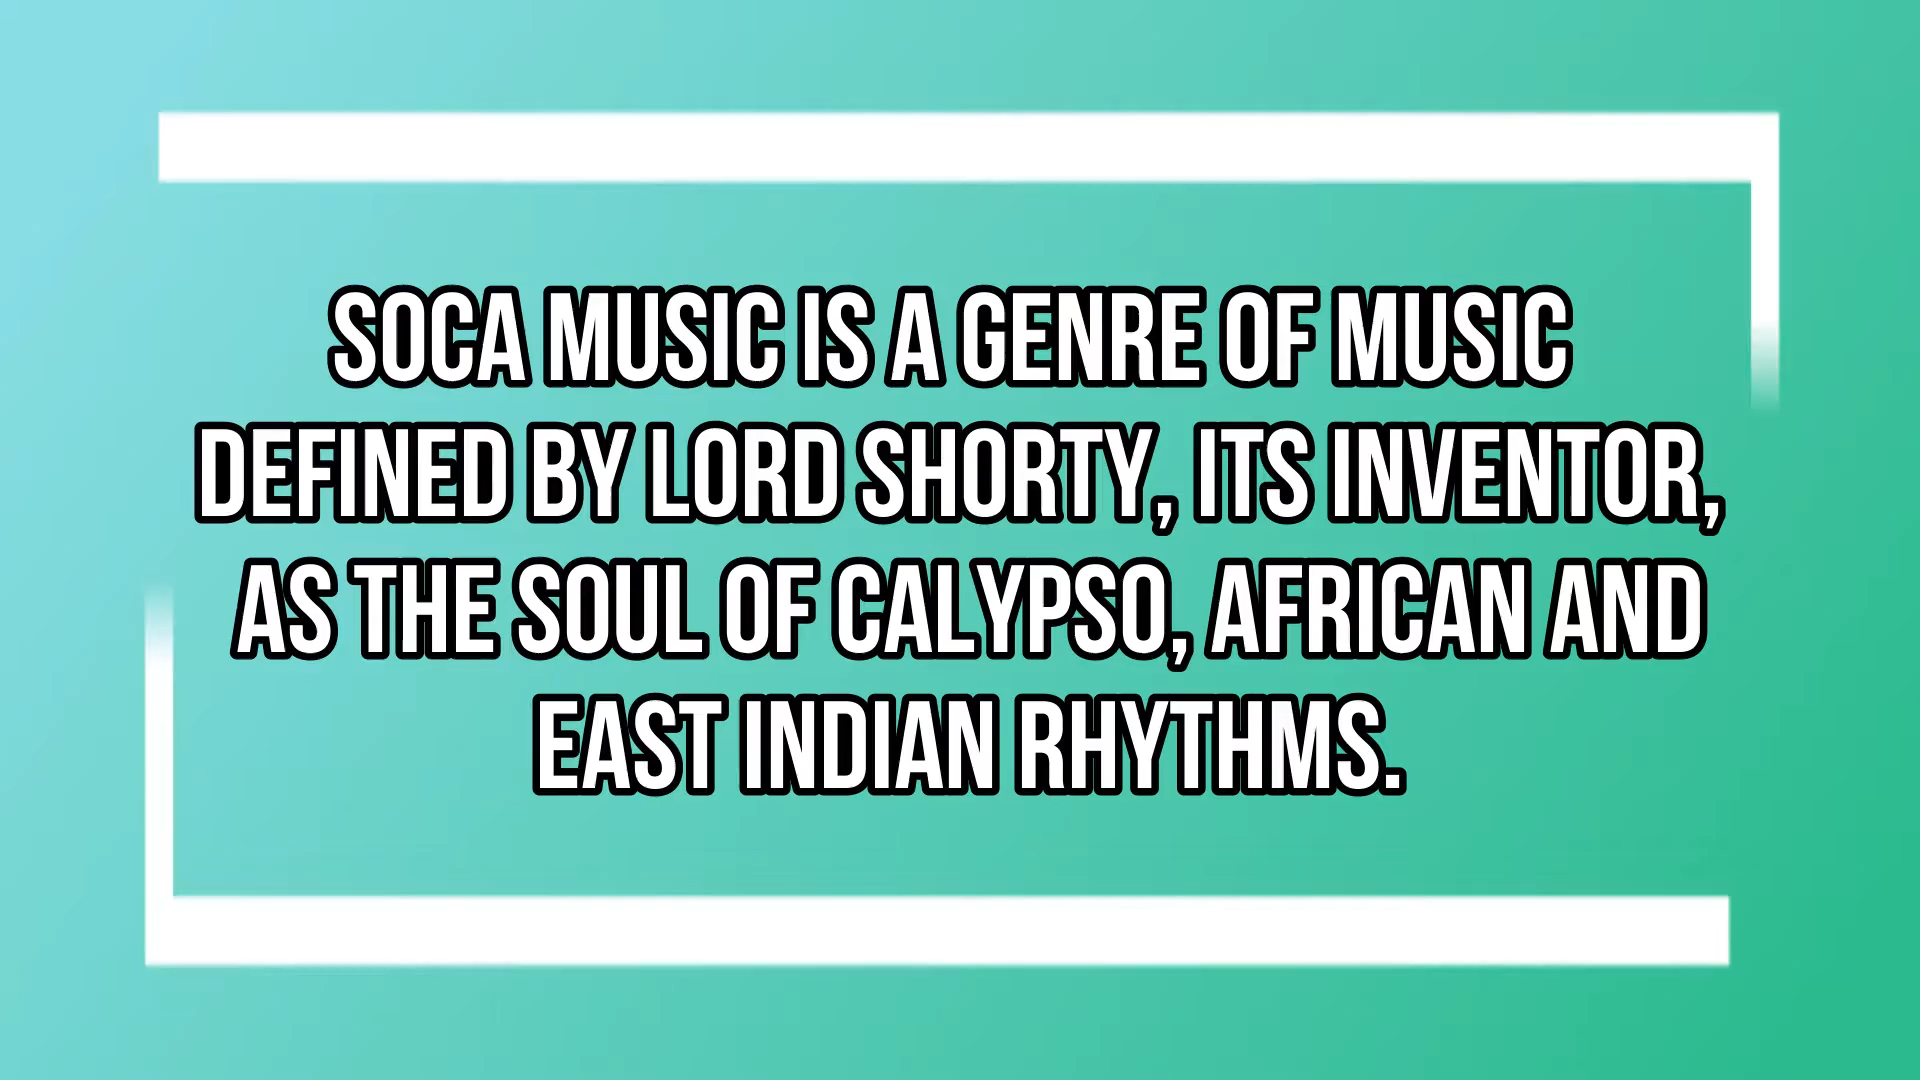 SOCA MUSIC IS A GENRE OF MUSIC
DEFINED BY LORD SHORTY, ITS INVENTOR,
AS THE SOUL OF CALYPSO, AFRICAN AND
EAST INDIAN RHYTHMS.